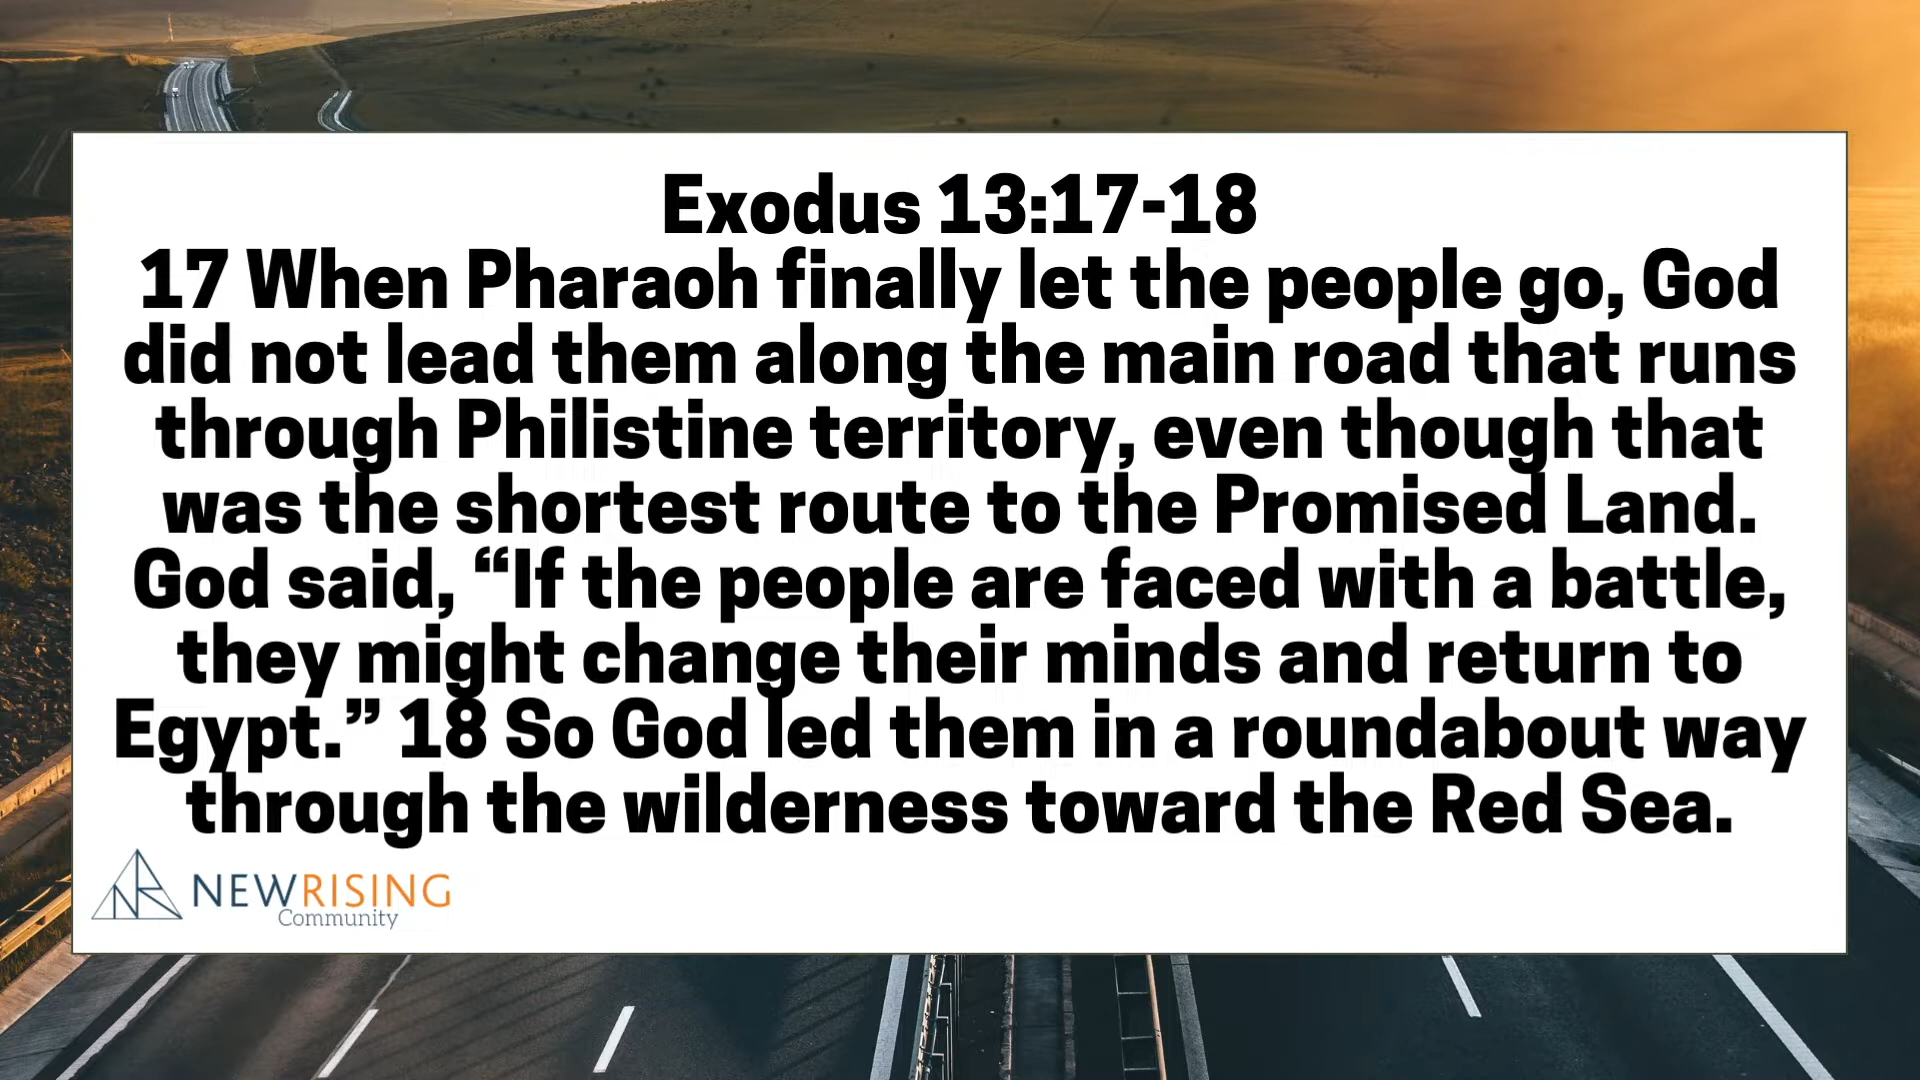 Exodus 13:17-18
17 When Pharaoh finally let the people go, God
did not lead them along the main road that runs
through Philistine territory, even though that
was the shortest route to the Promised Land.
God said, “If the people are faced with a battle,
they might change their minds and return to
Egypt.” 18 So God led them in a roundabout way
through the wilderness toward the Red Sea.
NEWRISING
Community